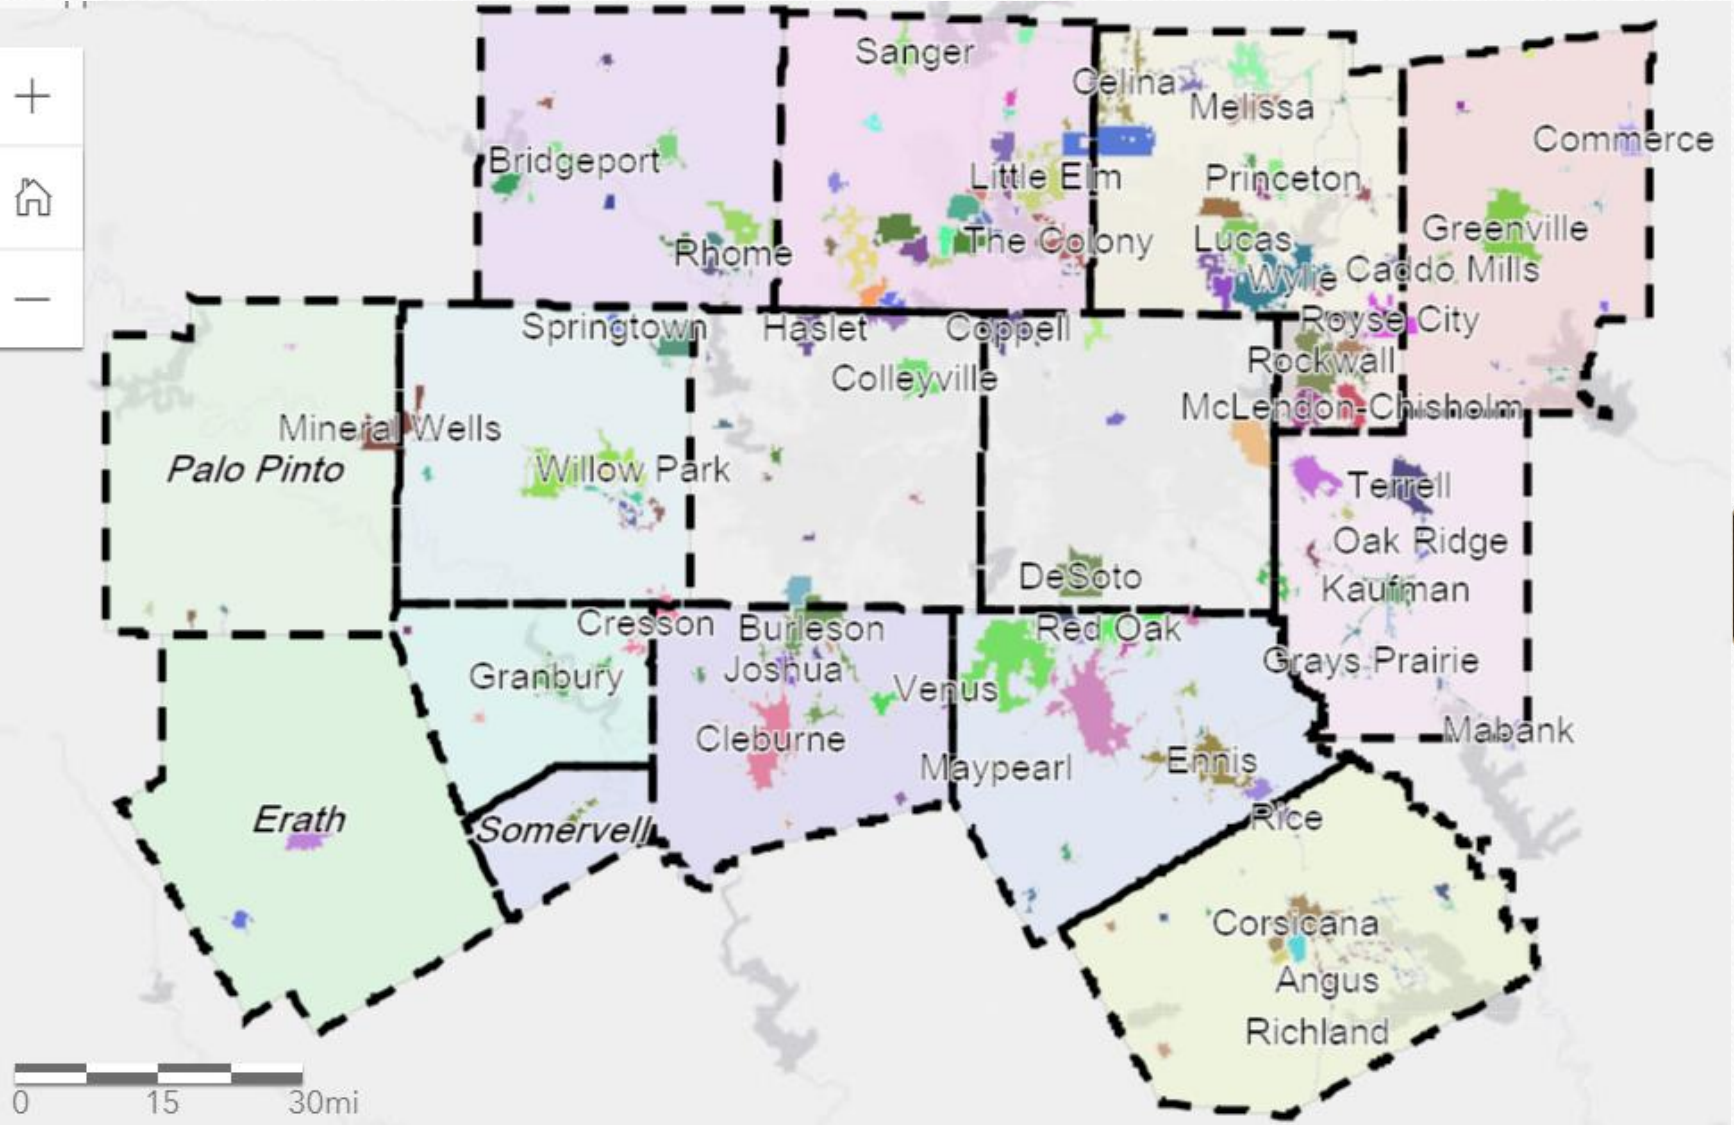 Sanger
Celina
Melissa
Commerce
Bridgeport
Little Elm
Princeton
Rhome
The Colony
Lucas
Greenville
Wylie
Caddo Mills
Springtown
Haslet
Coppell
Royse City
Colleyville
Rockwall
McLendon-Chisholm
Mineral Wells
Palo Pinto
Willow Park
Terrell
Oak Ridge
DeSoto
Kaufman
Cresson
Burleson
Red Oak
Joshua
Grays Prairie
Granbury
Venus
Cleburne
Mabank
Maypearl
Ennis
Erath
Somervell
Rice
Corsicana
Angus
Richland
0 15 30mi